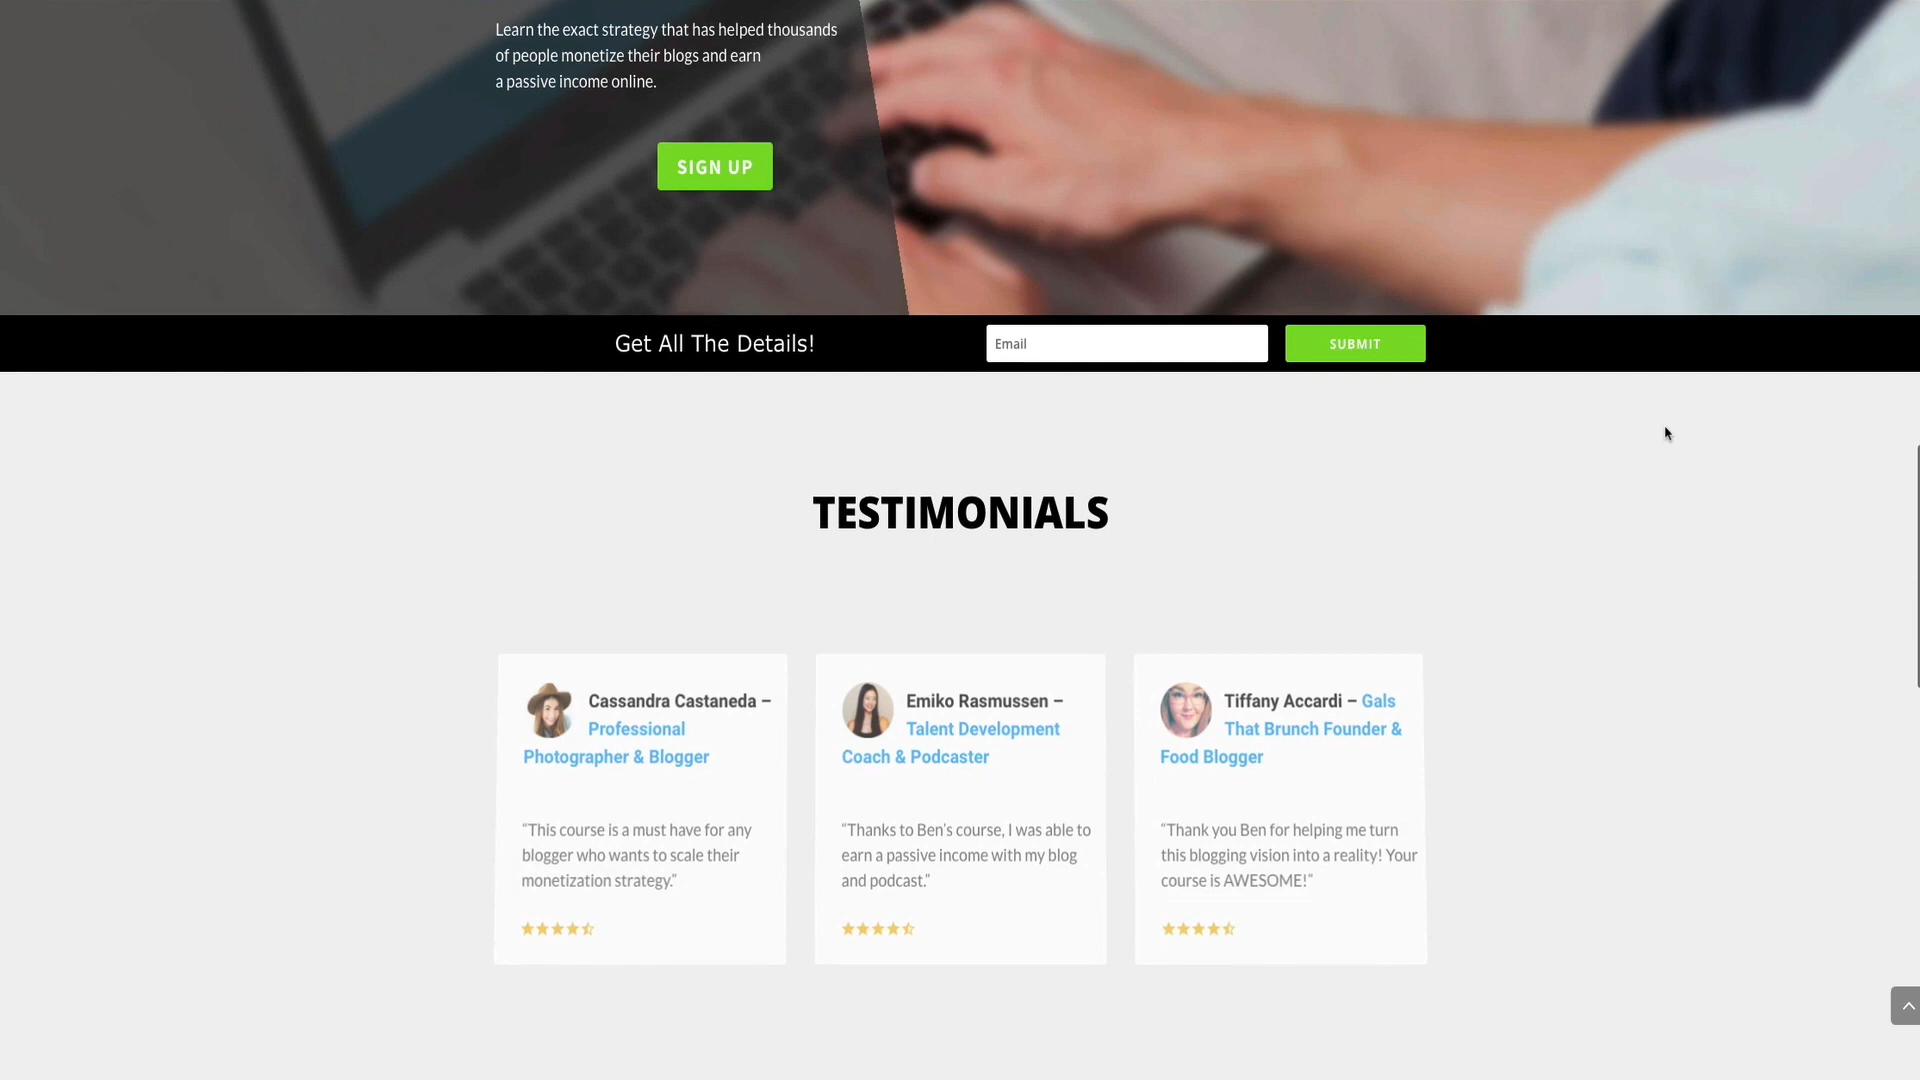 Learn the exact strategy that has helped thousands
of people monetize their blogs and earn
a passive income online.
SIGN UP
Get All The Details!
Email
SUBMIT
TESTIMONIALS
Cassandra Castaneda –
Professional
Photographer & Blogger
“This course is a must have for any
blogger who wants to scale their
monetization strategy.”
Emiko Rasmussen –
Talent Development
Coach & Podcaster
“Thanks to Ben’s course, I was able to
earn a passive income with my blog
and podcast.”
Tiffany Accardi – Gals
That Brunch Founder &
Food Blogger
“Thank you Ben for helping me turn
this blogging vision into a reality! Your
course is AWESOME!”